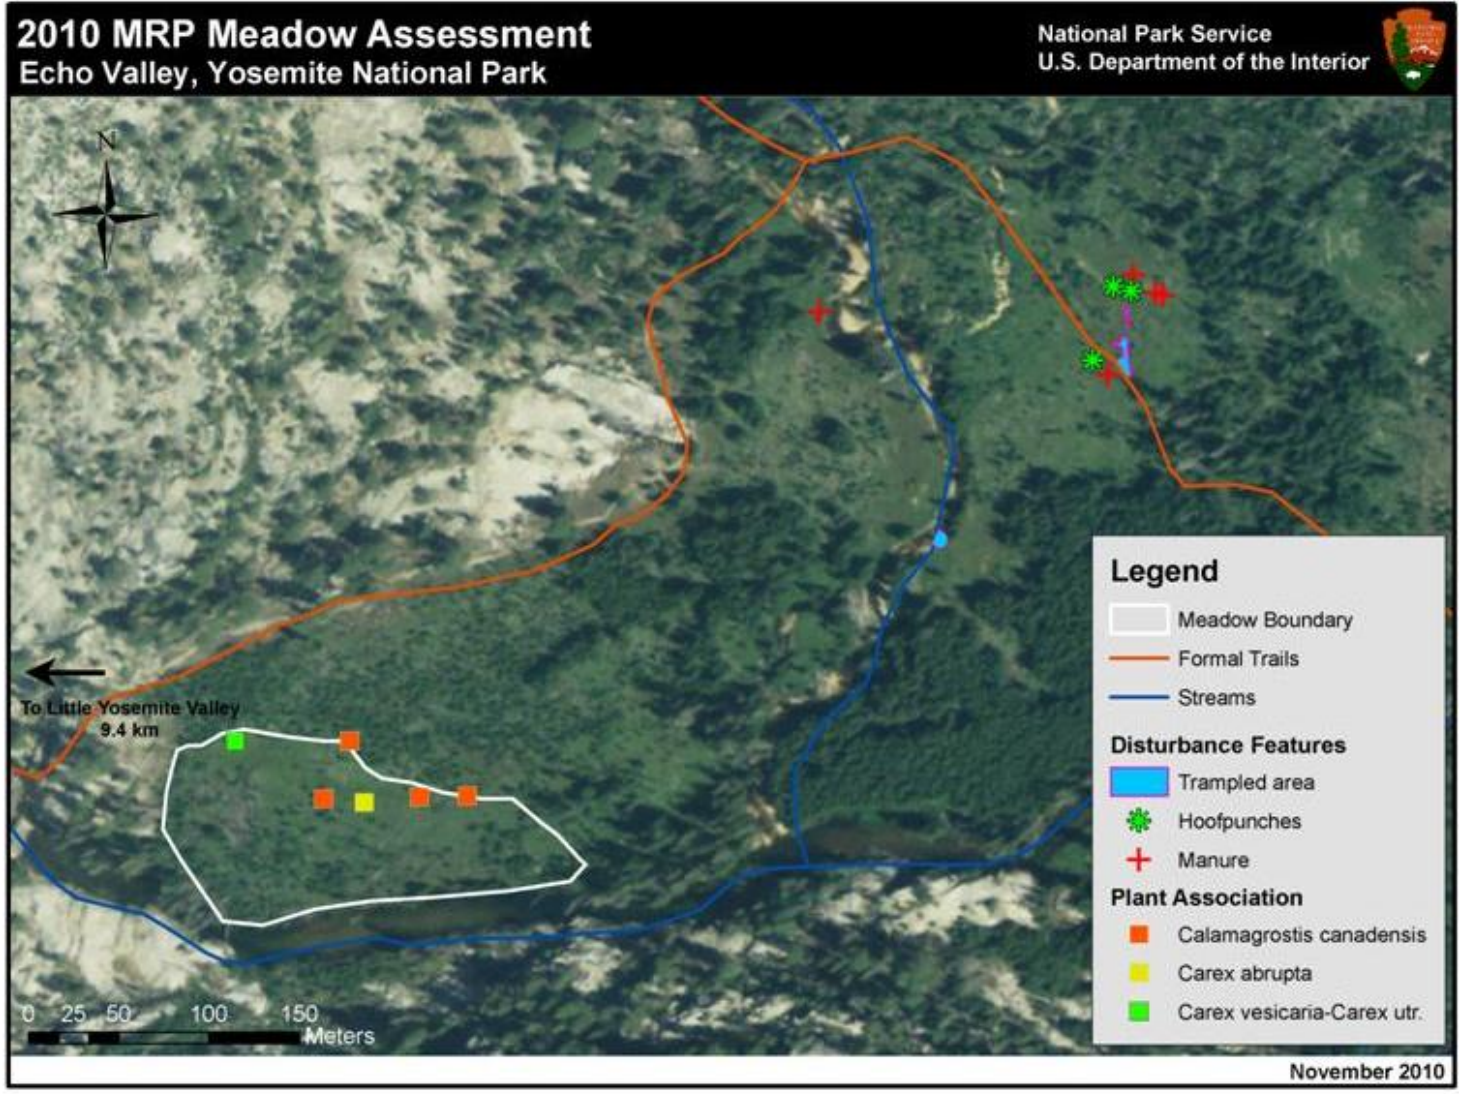 2010 MRP Meadow Assessment
Echo Valley, Yosemite National Park
National Park Service
U.S. Department of the Interior
N
To Little Yosemite Valley
9.4 km
Legend
Meadow Boundary
Formal Trails
Streams
Disturbance Features
Trampled area
Hoofpunches
Manure
Plant Association
Calamagrostis canadensis
Carex abrupta
Carex vesicaria-Carex utr.
0 25 50 100 150
Meters
November 2010